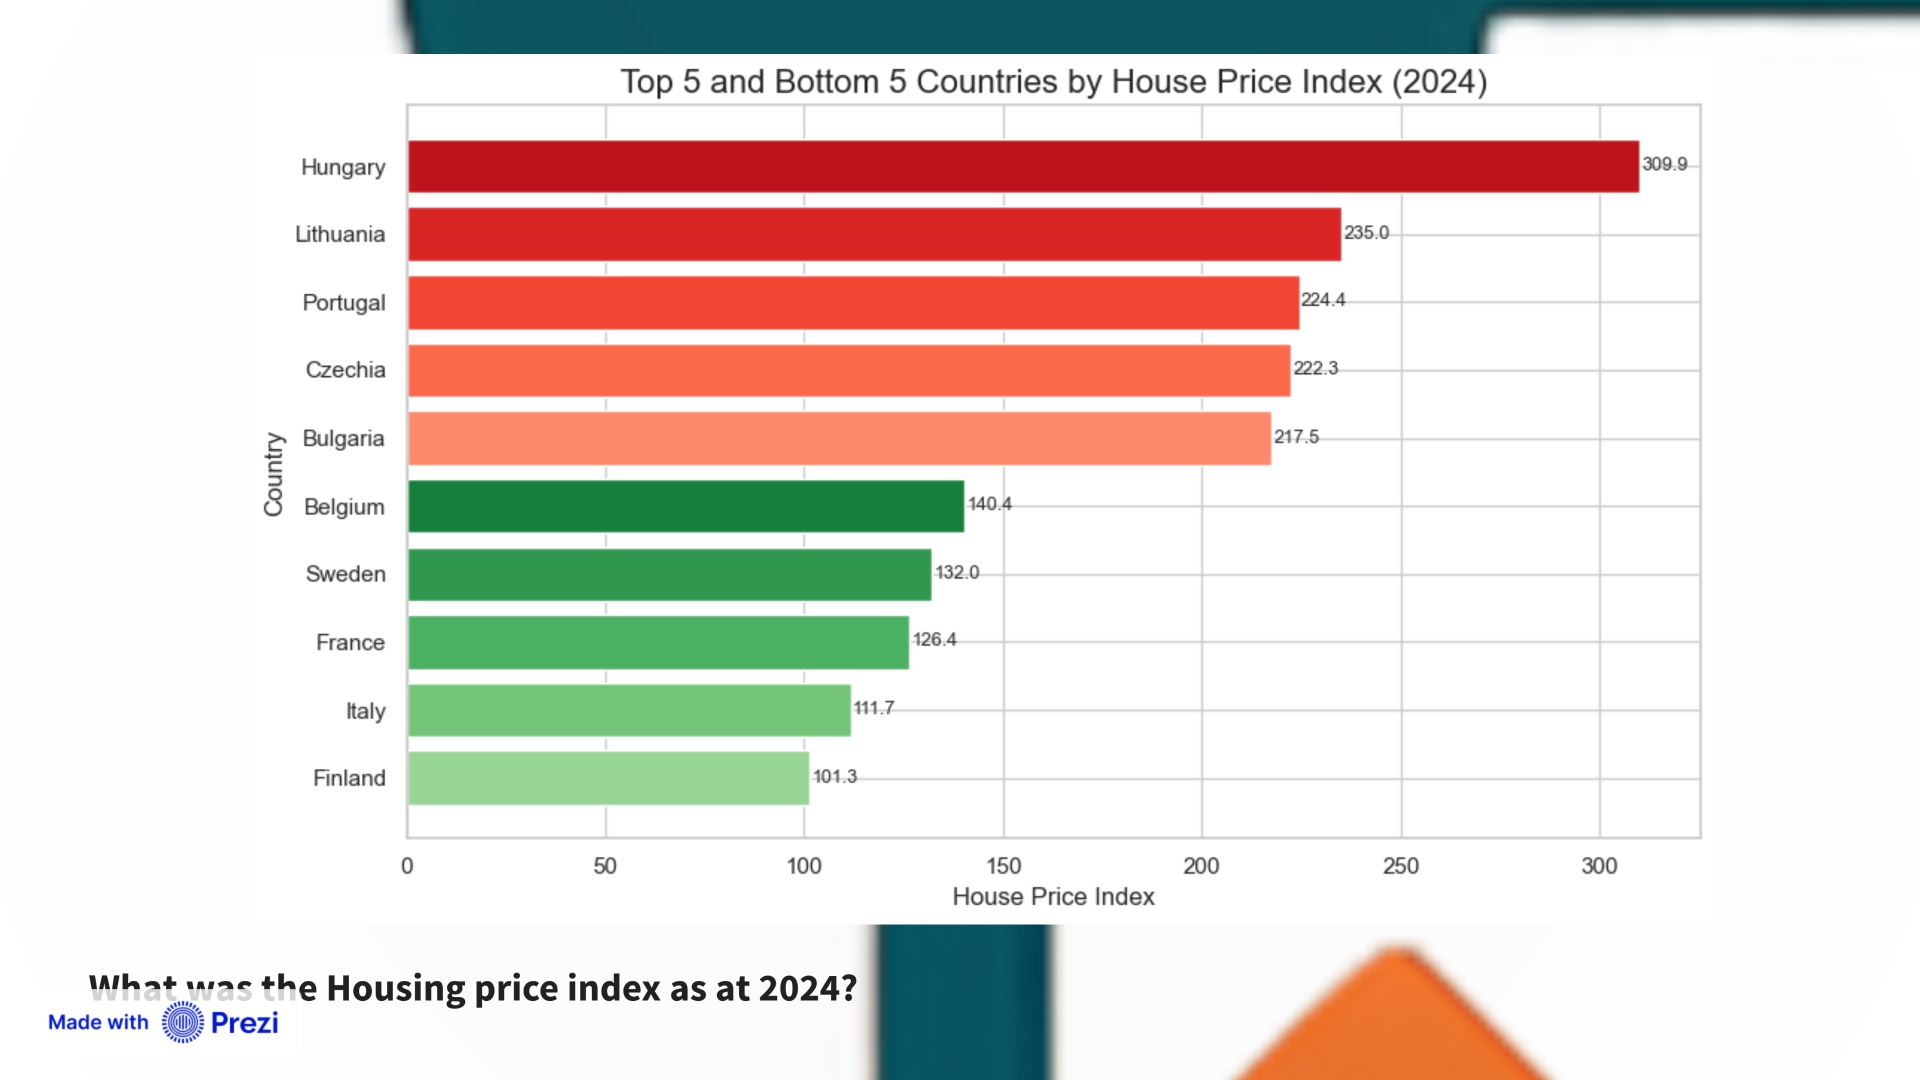 Top 5 and Bottom 5 Countries by House Price Index (2024)
Hungary 309.9
Lithuania 235.0
Portugal 224.4
Czechia 222.3
Bulgaria 217.5
Country
Belgium 140.4
Sweden 132.0
France 126.4
Italy 111.7
Finland 101.3
0 50 100 150 200 250 300
House Price Index
What was the Housing price index as at 2024?
Made with Prezi